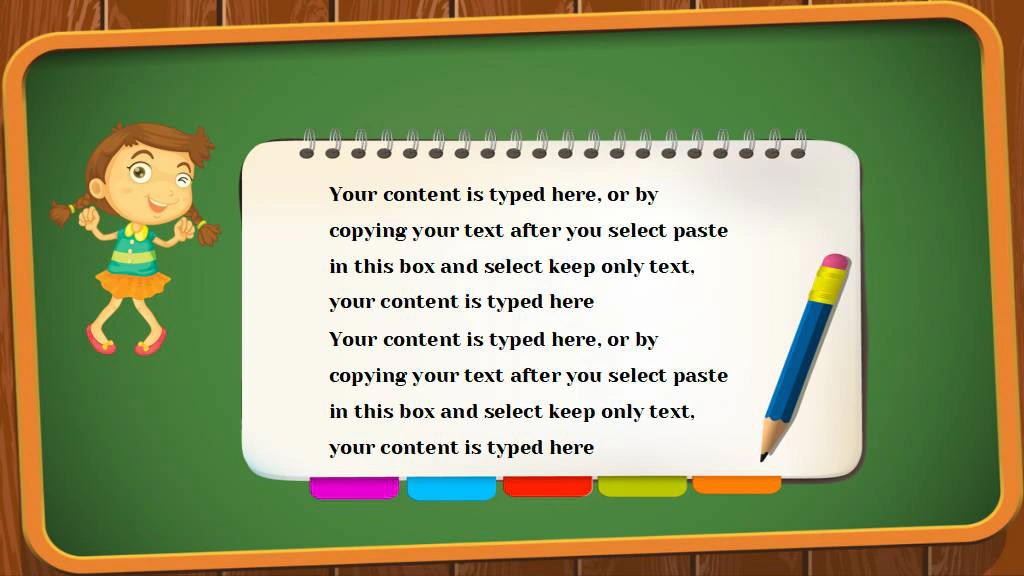 Your content is typed here, or by
copying your text after you select paste
in this box and select keep only text,
your content is typed here
Your content is typed here, or by
copying your text after you select paste
in this box and select keep only text,
your content is typed here